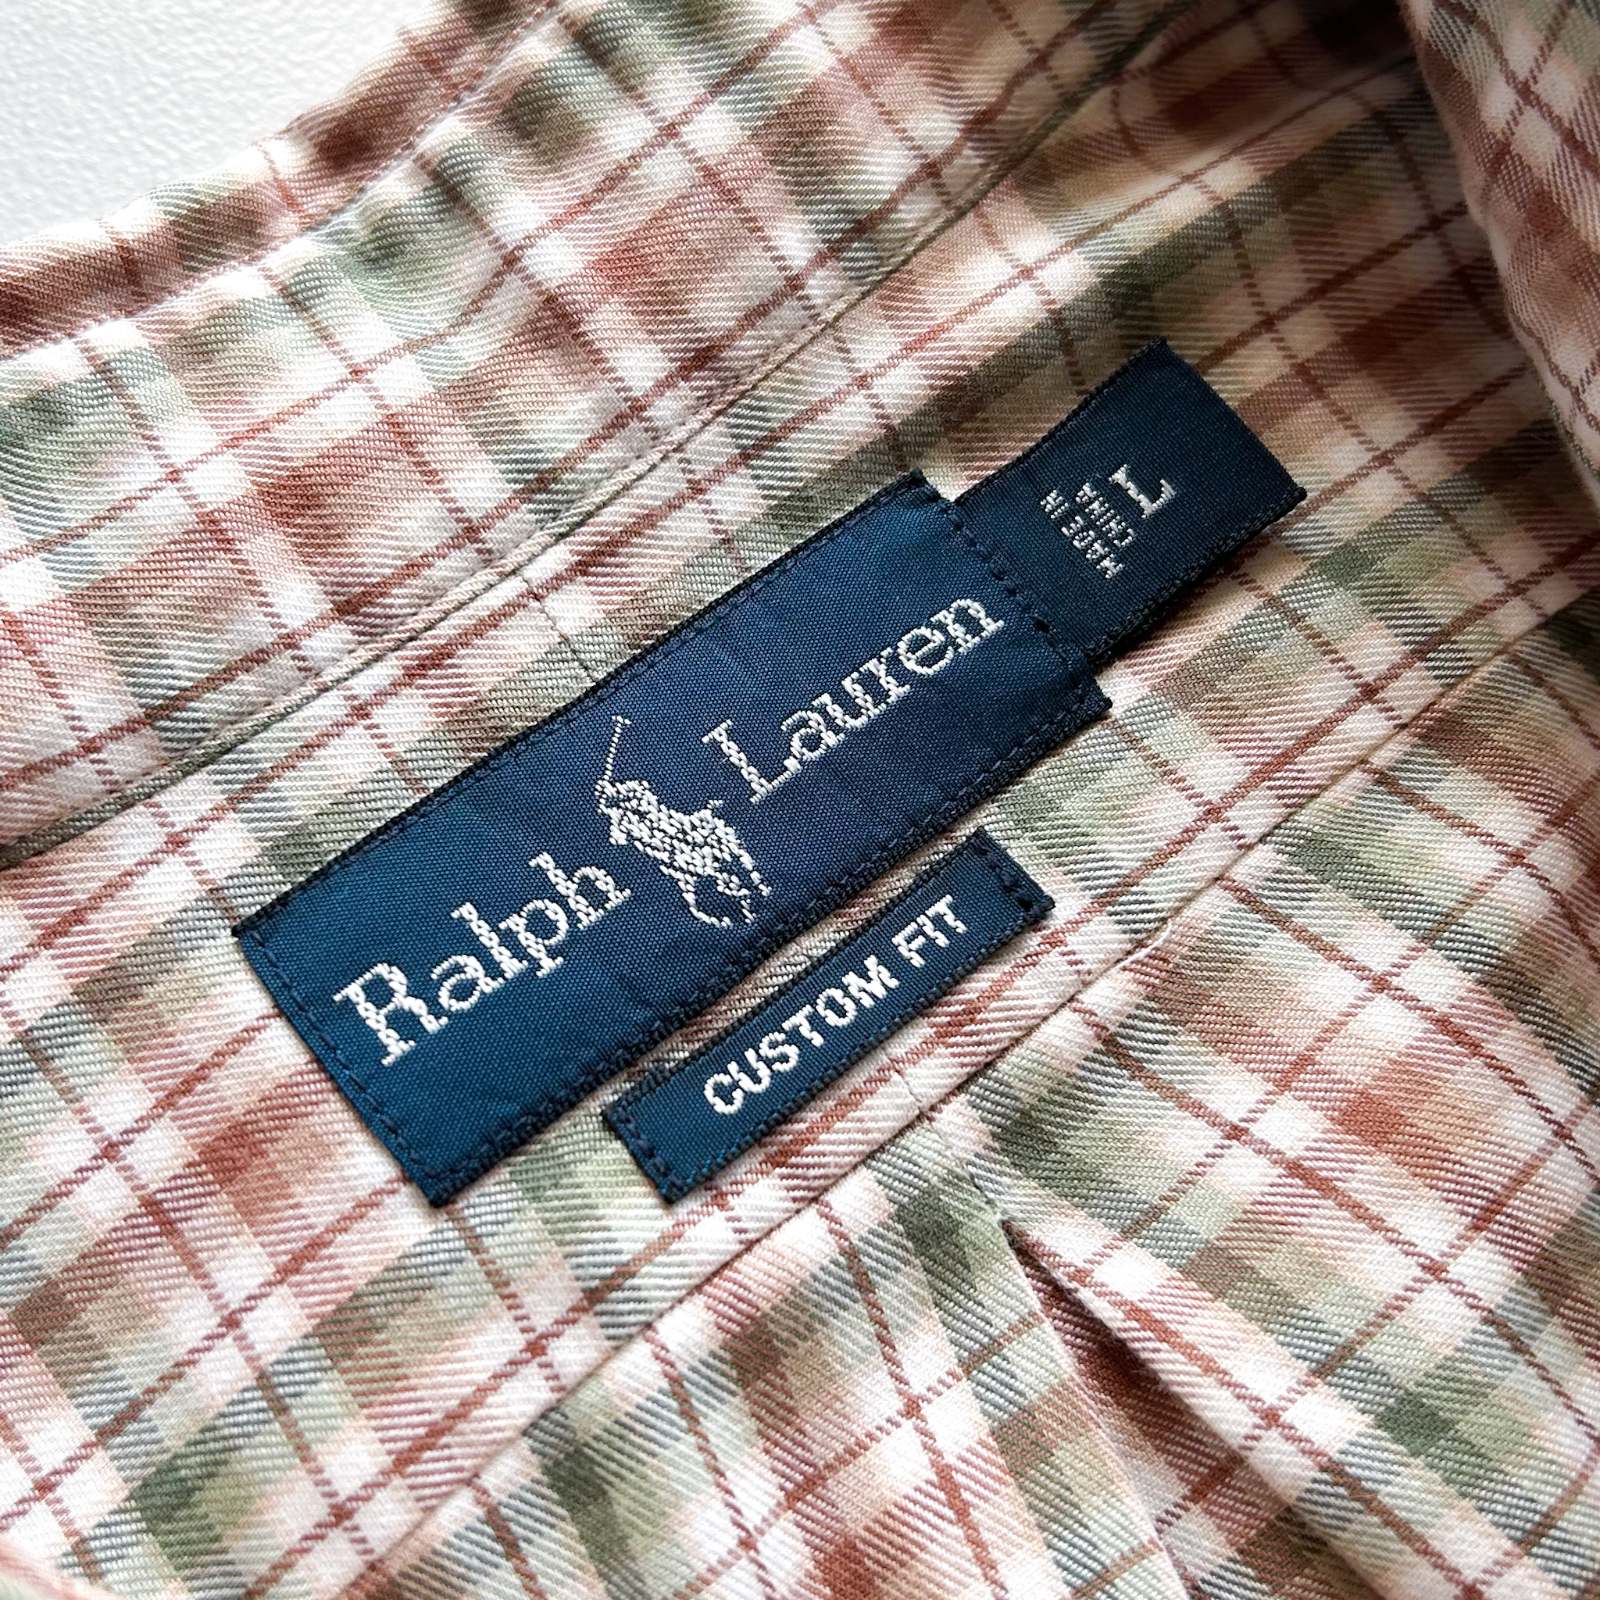 Ralph Lauren
L
MADE IN
CHINA
CUSTOM FIT